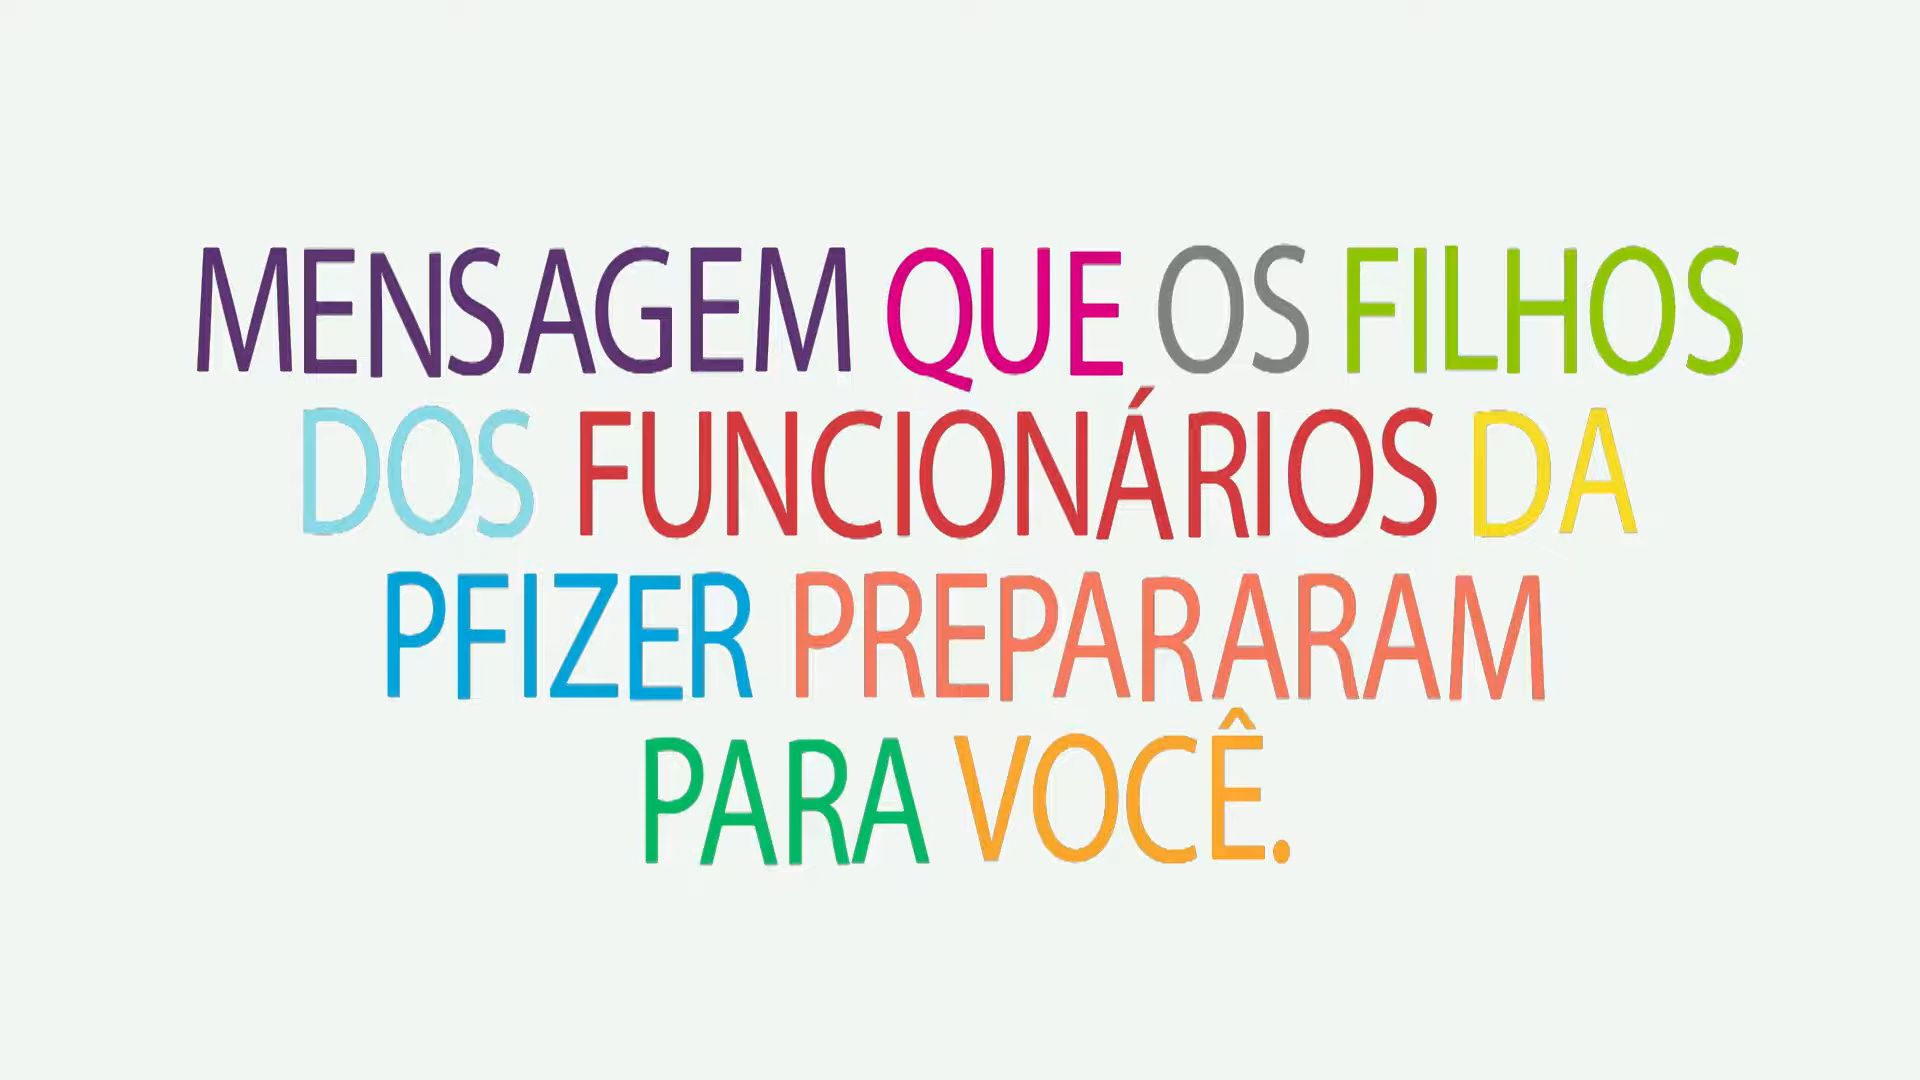 MENSAGEM QUE OS FILHOS
DOS FUNCIONÁRIOS DA
PFIZER PREPARARAM
PARA VOCÊ.